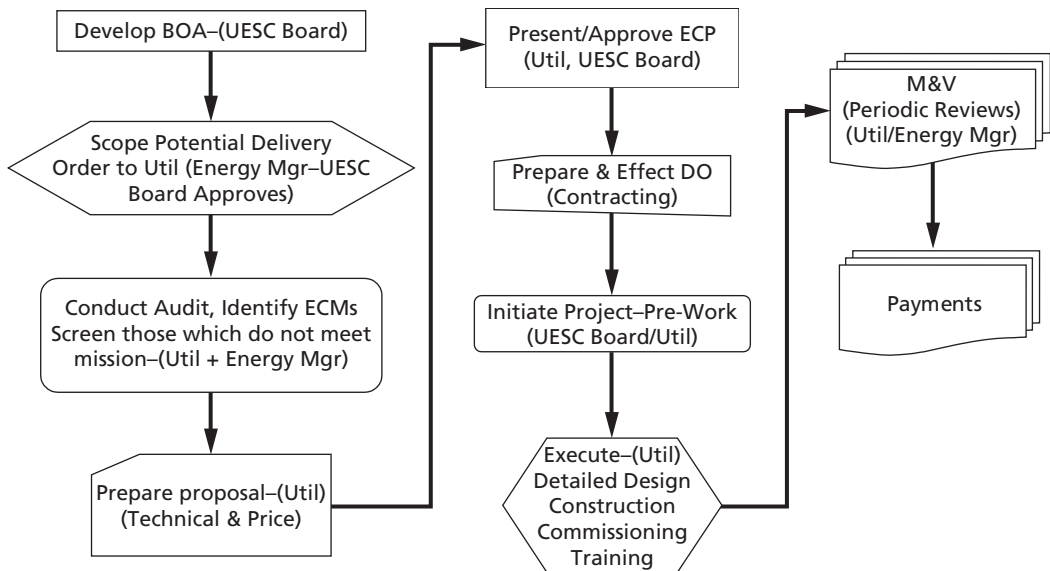 Develop BOA–(UESC Board)
Scope Potential Delivery
Order to Util (Energy Mgr–UESC
Board Approves)
Conduct Audit, Identify ECMs
Screen those which do not meet
mission–(Util + Energy Mgr)
Prepare proposal–(Util)
(Technical & Price)
Present/Approve ECP
(Util, UESC Board)
Prepare & Effect DO
(Contracting)
Initiate Project–Pre-Work
(UESC Board/Util)
Execute–(Util)
Detailed Design
Construction
Commissioning
Training
M&V
(Periodic Reviews)
(Util/Energy Mgr)
Payments